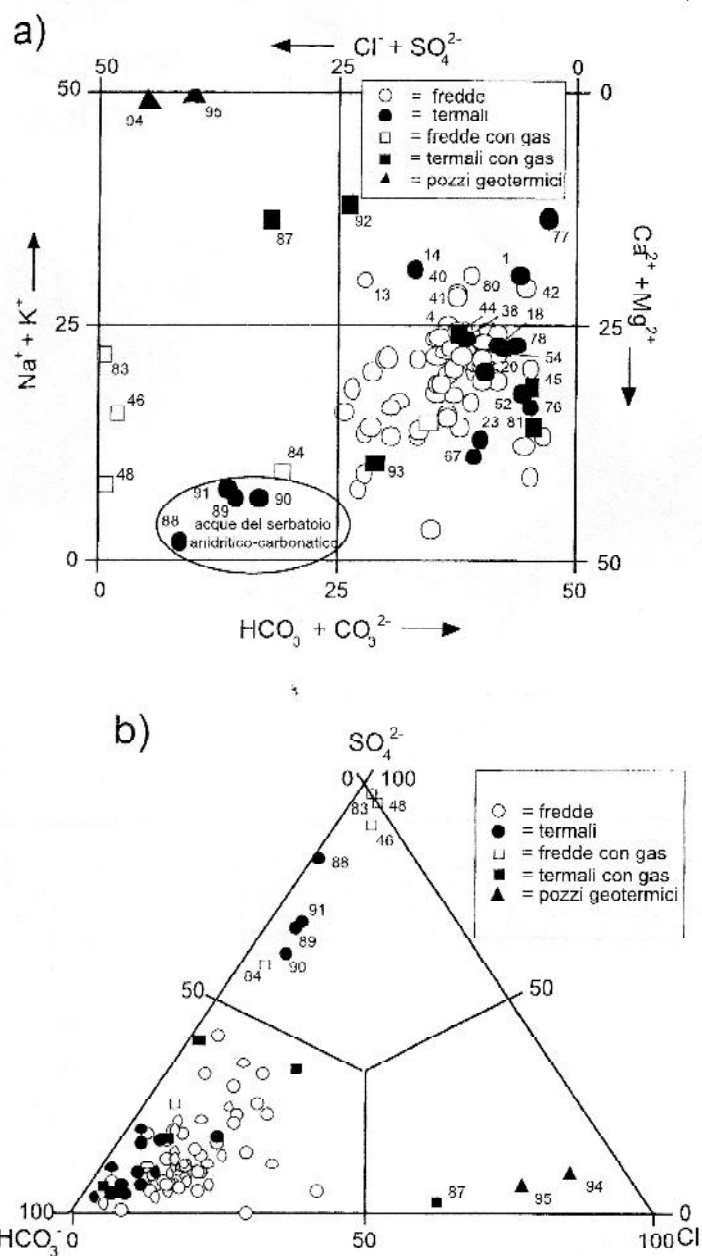 a)
Cl⁻ + SO₄²⁻
50 25 0
50 0
○ = fredde
● = termali
□ = fredde con gas
■ = termali con gas
▲ = pozzi geotermici
94 95
87 92 77
14 40 1
13 41 80 42
4 44 38 18
25 25
78
83 54
20 45
46 52 76
23 81
67
84 93
48
91
89 90
88
acque del serbatoio
anidritico-carbonatico
0 50
0 25 50
Na⁺ + K⁺
Ca²⁺ + Mg²⁺
HCO₃⁻ + CO₃²⁻
b)
SO₄²⁻
0 100
83 48
46
88
91
89
90
84
50 50
○ = fredde
● = termali
□ = fredde con gas
■ = termali con gas
▲ = pozzi geotermici
87 95 94
100 0
HCO₃⁻ 0 50 100 Cl